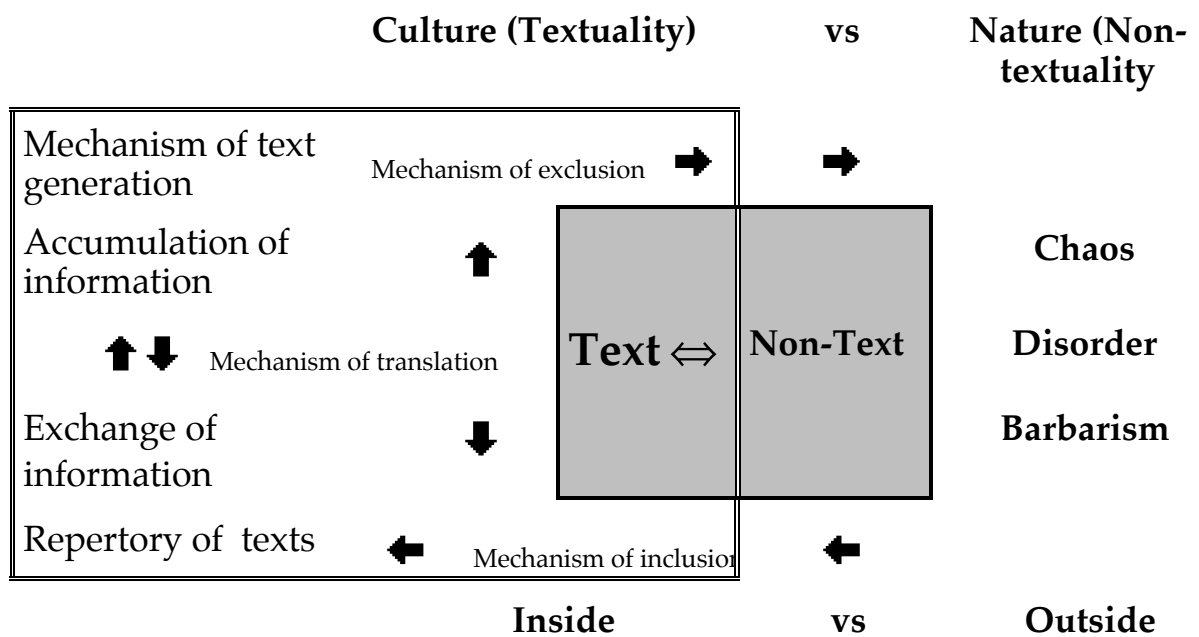 Culture (Textuality) vs Nature (Non-
textuality
Mechanism of text
generation
Mechanism of exclusion
Accumulation of
information
Chaos
Mechanism of translation
Text ⇔ Non-Text
Disorder
Exchange of
information
Barbarism
Repertory of texts
Mechanism of inclusion
Inside vs Outside